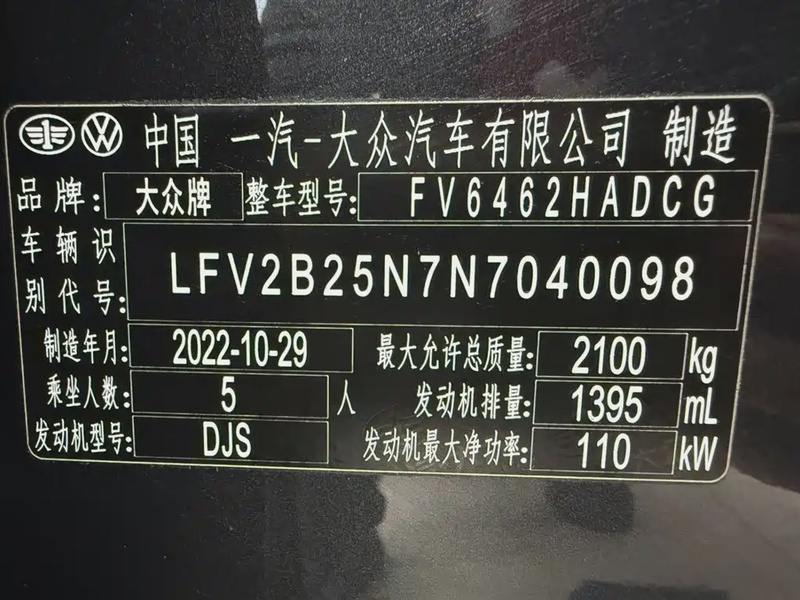 中国 一汽-大众汽车有限公司 制造
品牌: 大众牌 整车型号: FV6462HADCG
车辆识别代号: LFV2B25N7N7040098
制造年月: 2022-10-29 最大允许总质量: 2100 kg
乘坐人数: 5 人 发动机排量: 1395 mL
发动机型号: DJS 发动机最大净功率: 110 kW